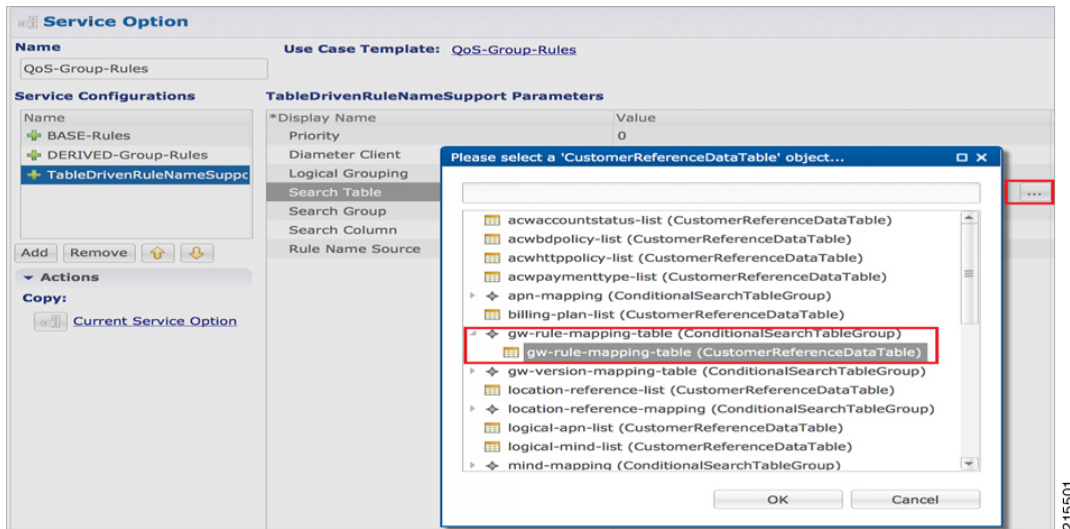 Service Option
Name
Use Case Template: QoS-Group-Rules
QoS-Group-Rules
Service Configurations
TableDrivenRuleNameSupport Parameters
Name
BASE-Rules
DERIVED-Group-Rules
TableDrivenRuleNameSuppo
*Display Name Value
Priority 0
Diameter Client
Logical Grouping
Search Table ...
Search Group
Search Column
Rule Name Source
Add Remove
Actions
Copy:
Current Service Option
Please select a 'CustomerReferenceDataTable' object...
acwaccountstatus-list (CustomerReferenceDataTable)
acwbdpolicy-list (CustomerReferenceDataTable)
acwhttppolicy-list (CustomerReferenceDataTable)
acwpaymenttype-list (CustomerReferenceDataTable)
apn-mapping (ConditionalSearchTableGroup)
billing-plan-list (CustomerReferenceDataTable)
gw-rule-mapping-table (ConditionalSearchTableGroup)
gw-rule-mapping-table (CustomerReferenceDataTable)
gw-version-mapping-table (ConditionalSearchTableGroup)
location-reference-list (CustomerReferenceDataTable)
location-reference-mapping (ConditionalSearchTableGroup)
logical-apn-list (CustomerReferenceDataTable)
logical-mind-list (CustomerReferenceDataTable)
mind-mapping (ConditionalSearchTableGroup)
OK Cancel
215501